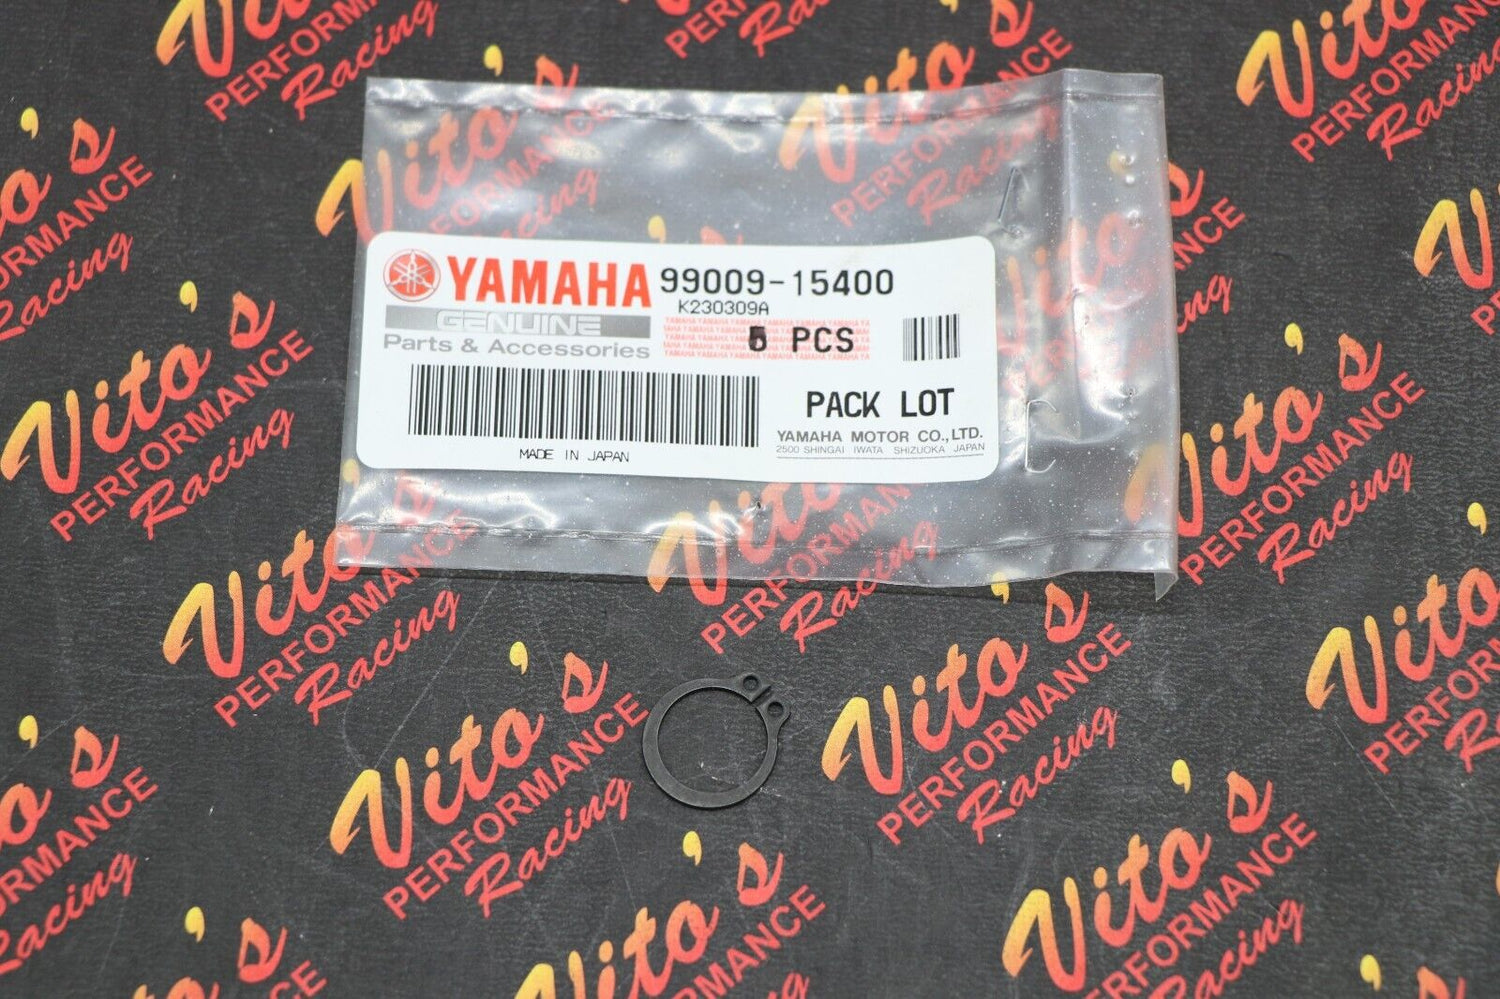 YAMAHA 99009-15400
K230309A
GENUINE
Parts & Accessories
PCS
PACK LOT
YAMAHA MOTOR CO., LTD.
2500 SHINGAI IWATA SHIZUOKA JAPAN
MADE IN JAPAN
Vito's
PERFORMANCE
Racing